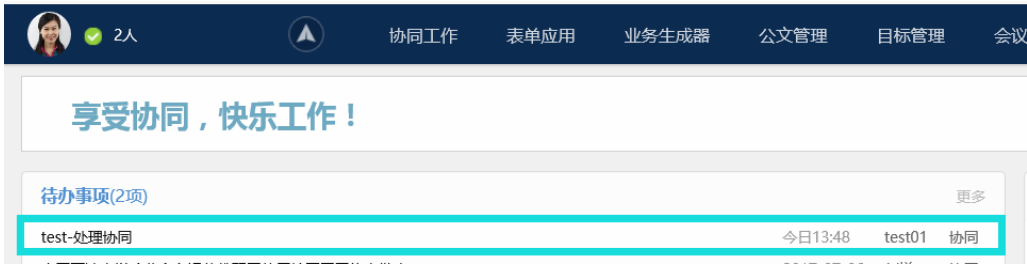 2人 协同工作 表单应用 业务生成器 公文管理 目标管理 会议
享受协同，快乐工作！
待办事项(2项) 更多
test-处理协同 今日13:48 test01 协同